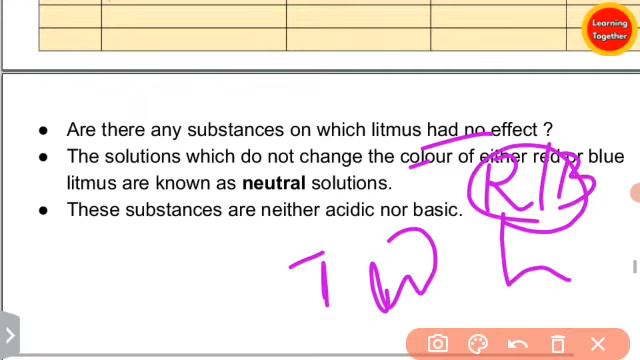 Learning
Together
● Are there any substances on which litmus had no effect ?
● The solutions which do not change the colour of either red or blue
litmus are known as neutral solutions.
● These substances are neither acidic nor basic.
R/B
L
T W